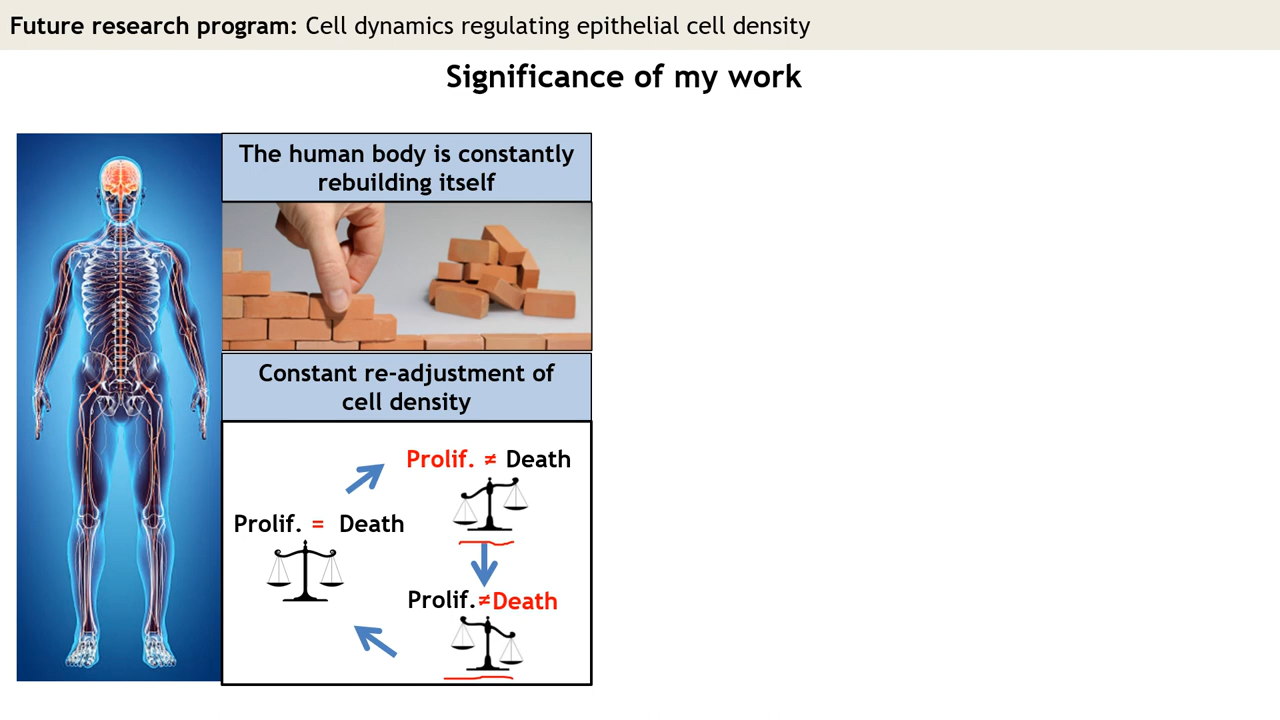 Future research program: Cell dynamics regulating epithelial cell density
Significance of my work
The human body is constantly
rebuilding itself
Constant re-adjustment of
cell density
Prolif. ≠ Death
Prolif. = Death
Prolif.≠Death